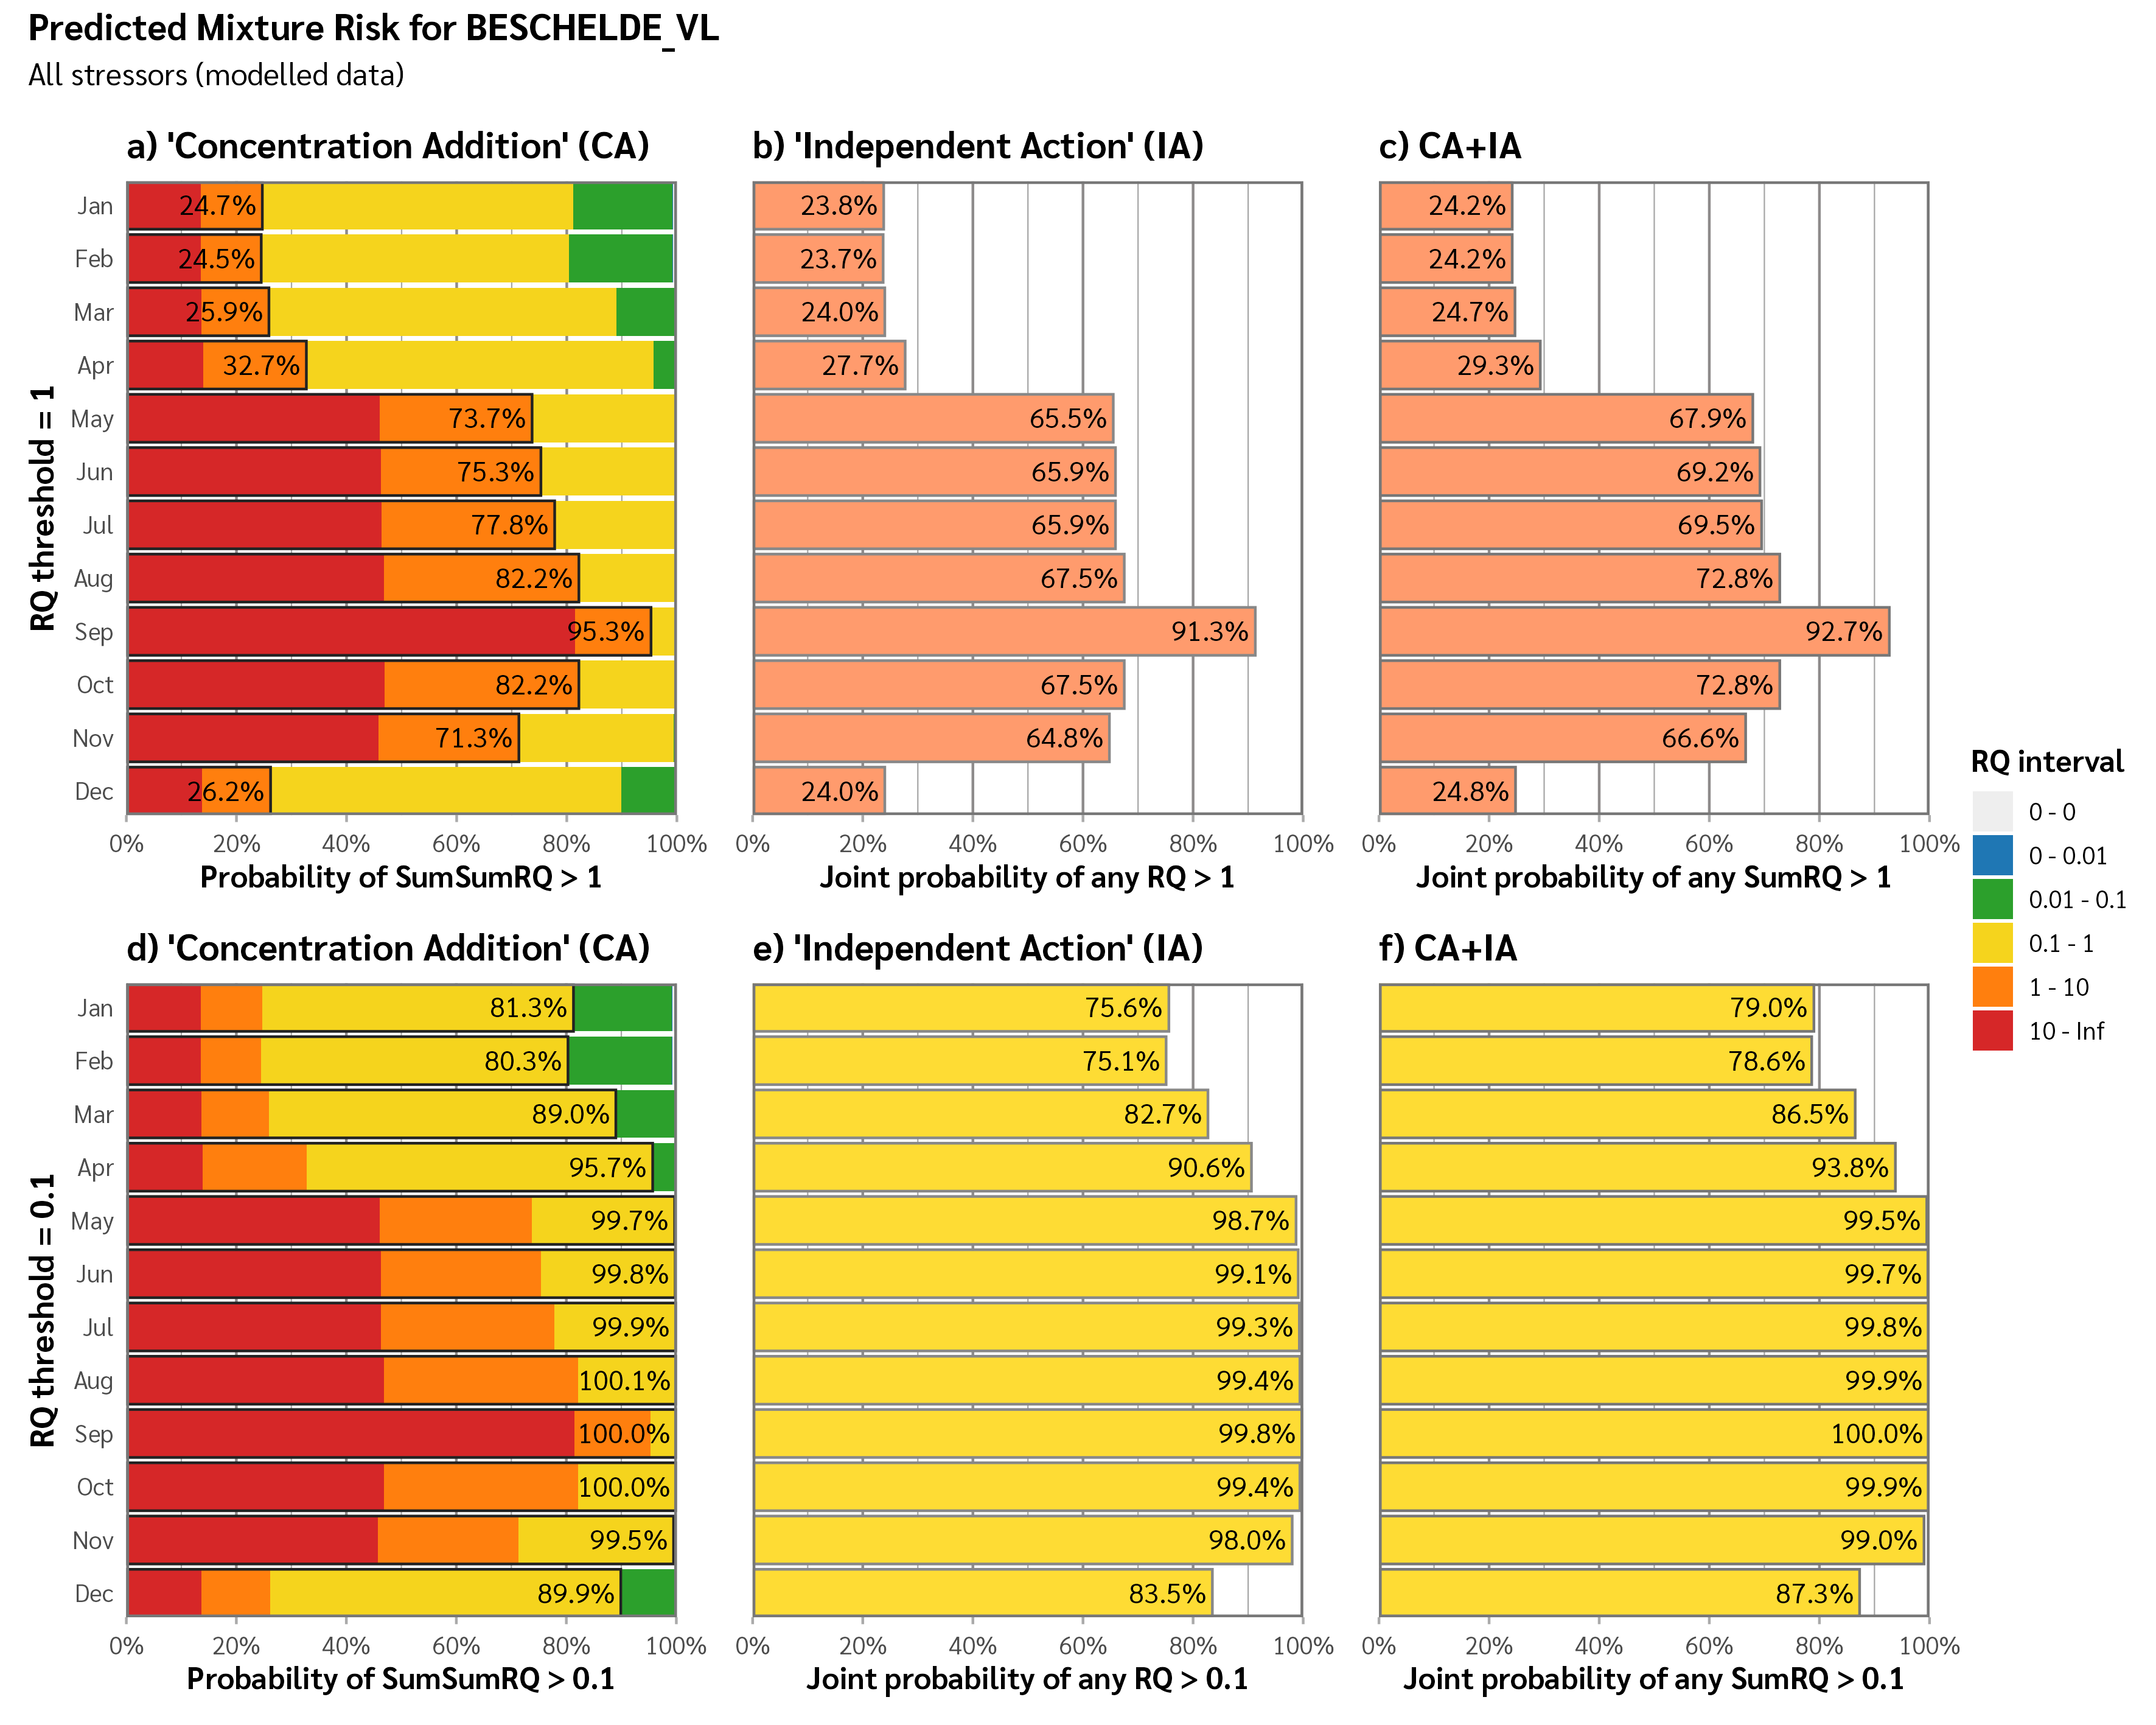 Predicted Mixture Risk for BESCHELDE_VL
All stressors (modelled data)
a) 'Concentration Addition' (CA)
b) 'Independent Action' (IA)
c) CA+IA
RQ threshold = 1
Jan 24.7% 23.8% 24.2%
Feb 24.5% 23.7% 24.2%
Mar 25.9% 24.0% 24.7%
Apr 32.7% 27.7% 29.3%
May 73.7% 65.5% 67.9%
Jun 75.3% 65.9% 69.2%
Jul 77.8% 65.9% 69.5%
Aug 82.2% 67.5% 72.8%
Sep 95.3% 91.3% 92.7%
Oct 82.2% 67.5% 72.8%
Nov 71.3% 64.8% 66.6%
Dec 26.2% 24.0% 24.8%
0% 20% 40% 60% 80% 100% 0% 20% 40% 60% 80% 100% 0% 20% 40% 60% 80% 100%
Probability of SumSumRQ > 1
Joint probability of any RQ > 1
Joint probability of any SumRQ > 1
RQ interval
0 - 0
0 - 0.01
0.01 - 0.1
0.1 - 1
1 - 10
10 - Inf
d) 'Concentration Addition' (CA)
e) 'Independent Action' (IA)
f) CA+IA
RQ threshold = 0.1
Jan 81.3% 75.6% 79.0%
Feb 80.3% 75.1% 78.6%
Mar 89.0% 82.7% 86.5%
Apr 95.7% 90.6% 93.8%
May 99.7% 98.7% 99.5%
Jun 99.8% 99.1% 99.7%
Jul 99.9% 99.3% 99.8%
Aug 100.1% 99.4% 99.9%
Sep 100.0% 99.8% 100.0%
Oct 100.0% 99.4% 99.9%
Nov 99.5% 98.0% 99.0%
Dec 89.9% 83.5% 87.3%
0% 20% 40% 60% 80% 100% 0% 20% 40% 60% 80% 100% 0% 20% 40% 60% 80% 100%
Probability of SumSumRQ > 0.1
Joint probability of any RQ > 0.1
Joint probability of any SumRQ > 0.1